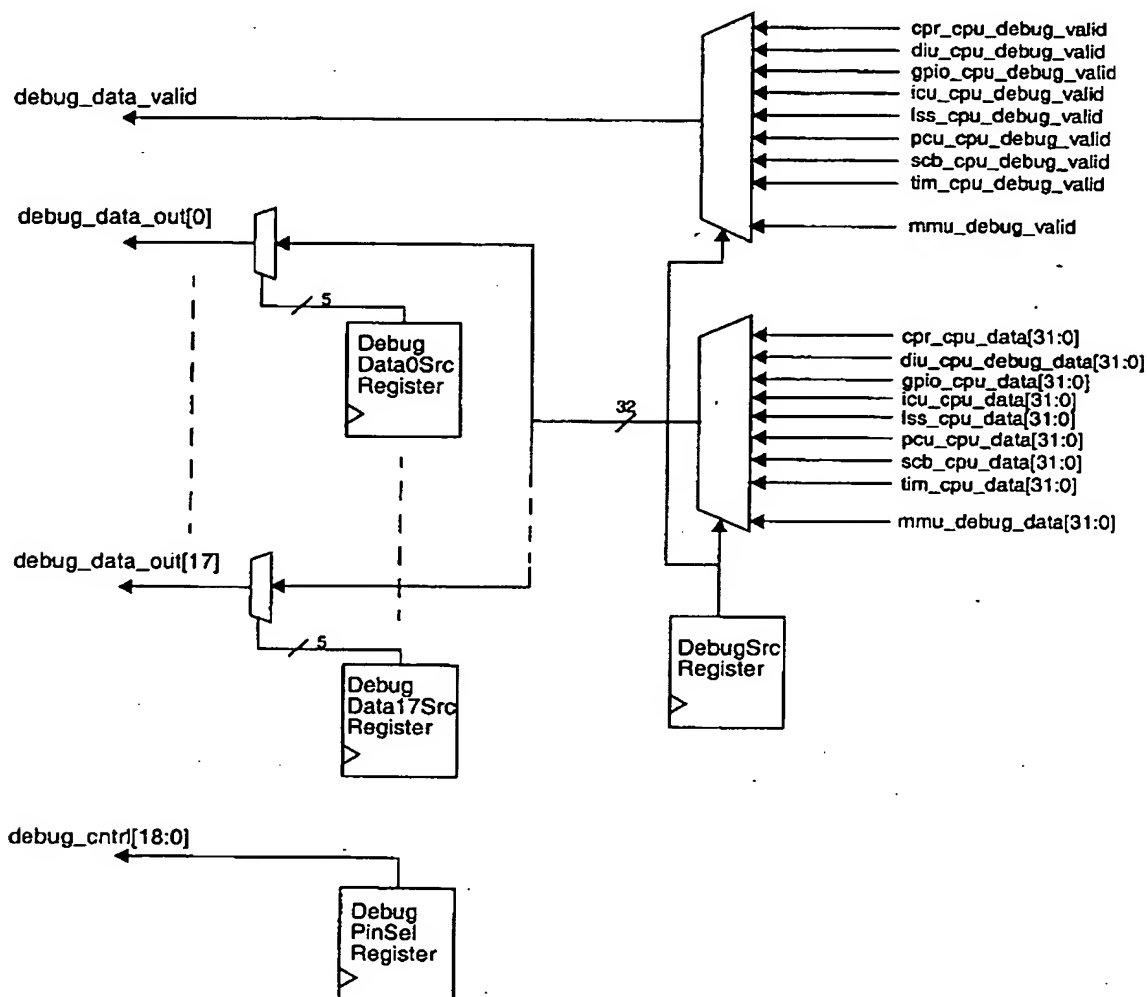 cpr_cpu_debug_valid
diu_cpu_debug_valid
gpio_cpu_debug_valid
icu_cpu_debug_valid
lss_cpu_debug_valid
pcu_cpu_debug_valid
scb_cpu_debug_valid
tim_cpu_debug_valid
mmu_debug_valid
debug_data_valid
debug_data_out[0]
5
Debug
Data0Src
Register
32
cpr_cpu_data[31:0]
diu_cpu_debug_data[31:0]
gpio_cpu_data[31:0]
icu_cpu_data[31:0]
lss_cpu_data[31:0]
pcu_cpu_data[31:0]
scb_cpu_data[31:0]
tim_cpu_data[31:0]
mmu_debug_data[31:0]
debug_data_out[17]
5
Debug
Data17Src
Register
DebugSrc
Register
debug_cntrl[18:0]
Debug
PinSel
Register